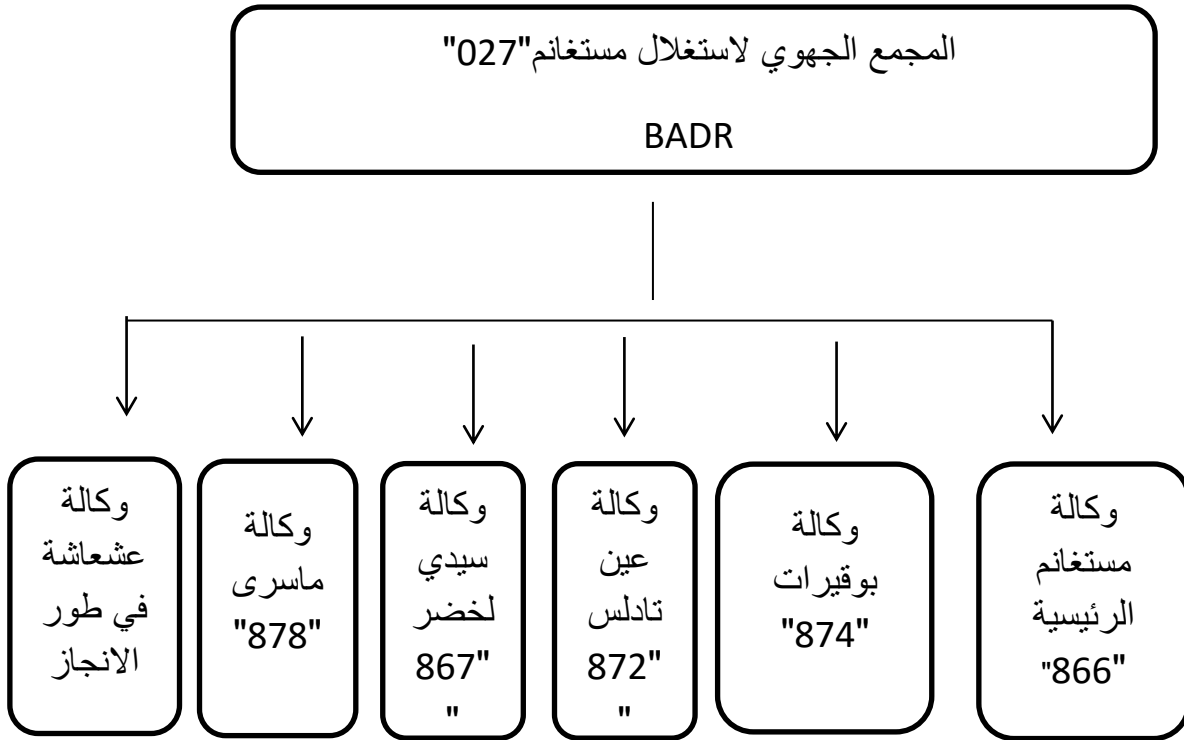 المجمع الجهوي لاستغلال مستغانم"027"
BADR
وكالة
مستغانم
الرئيسية
"866"
وكالة
بوقيرات
"874"
وكالة
عين
تادلس
"872
"
وكالة
سيدي
لخضر
"867
"
وكالة
ماسرى
"878"
وكالة
عشعاشة
في طور
الانجاز